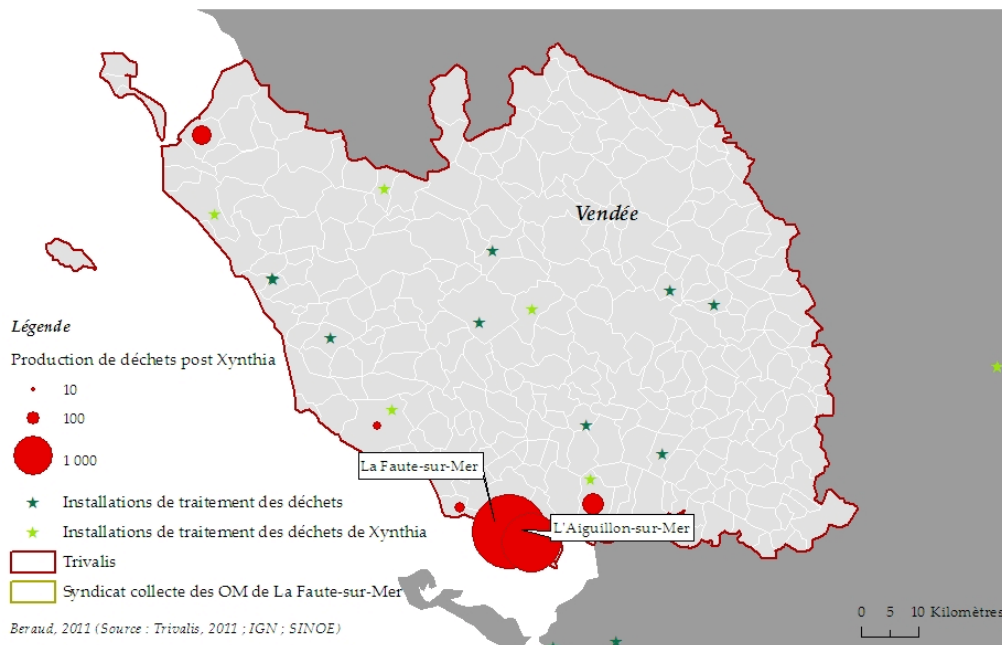 Vendée
Légende
Production de déchets post Xynthia
10
100
1 000
La Faute-sur-Mer
L'Aiguillon-sur-Mer
Installations de traitement des déchets
Installations de traitement des déchets de Xynthia
Trivalis
Syndicat collecte des OM de La Faute-sur-Mer
Beraud, 2011 (Source : Trivalis, 2011 ; IGN ; SINOE)
0 5 10 Kilomètres